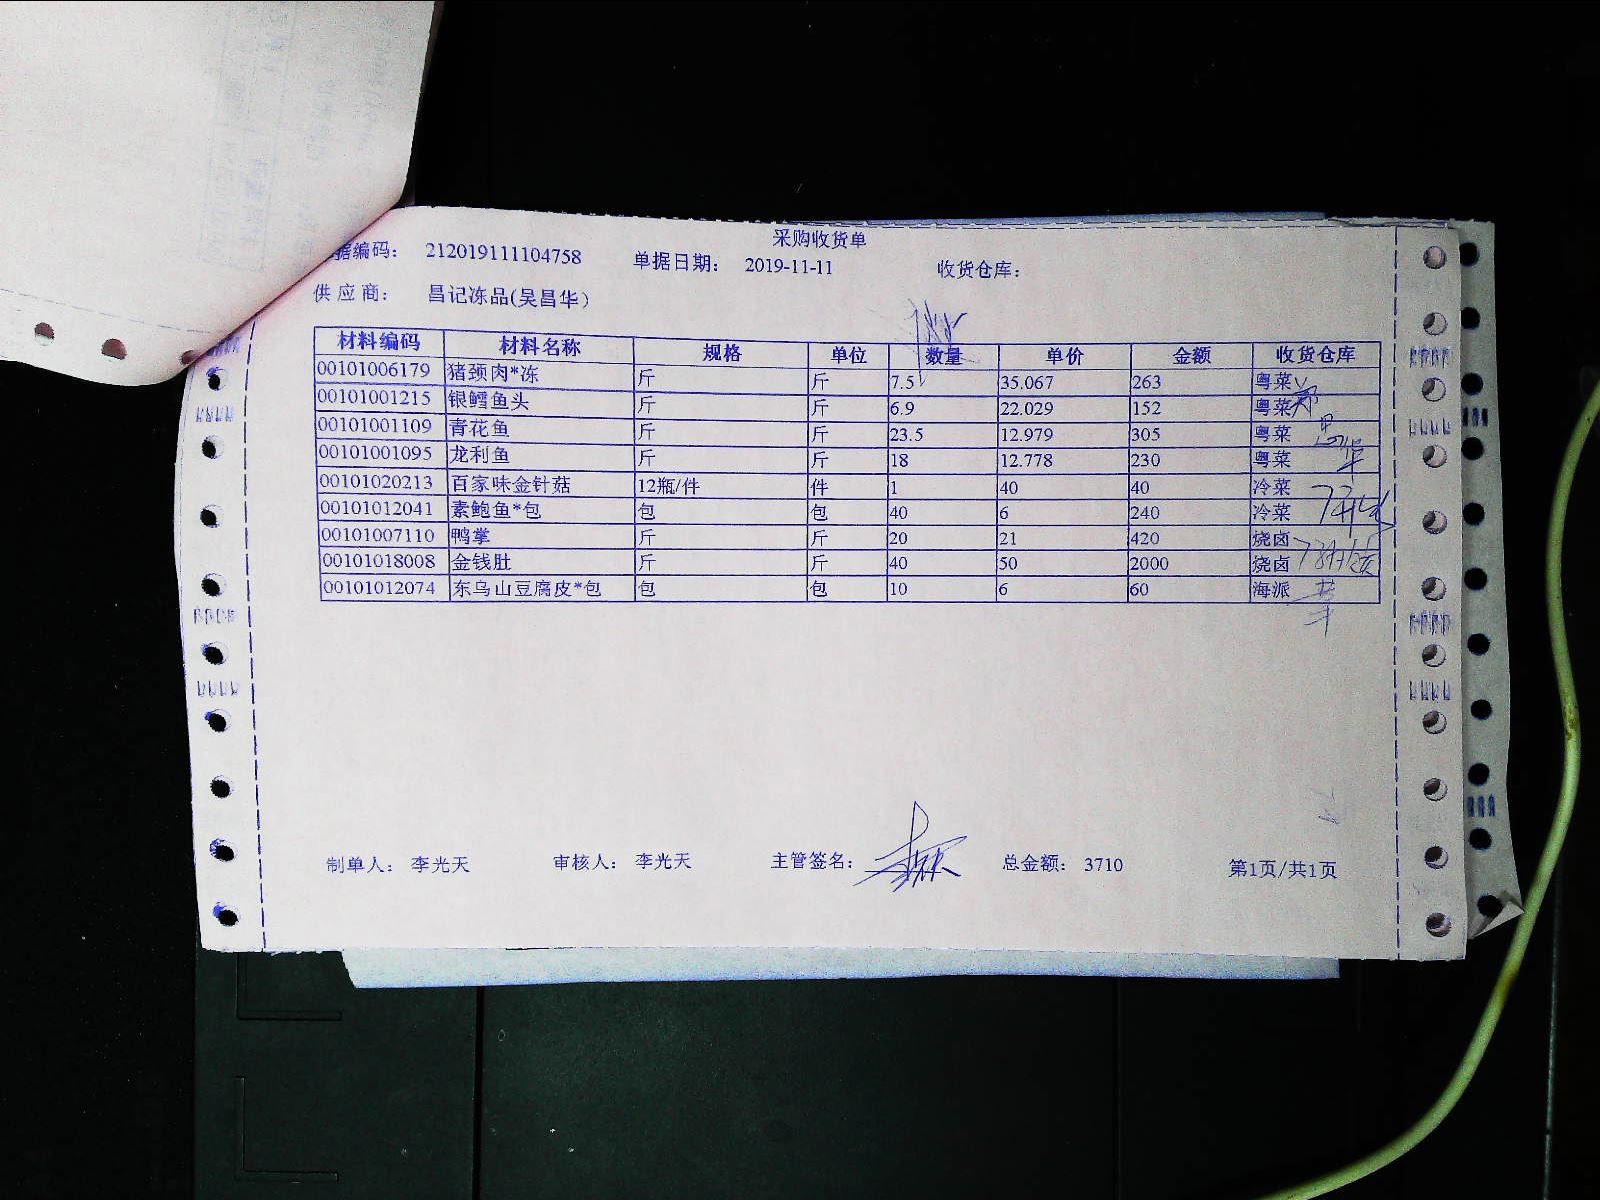 采购收货单
据编码： 212019111104758 单据日期： 2019-11-11 收货仓库：
供应商： 昌记冻品(吴昌华）
材料编码 材料名称 规格 单位 数量 单价 金额 收货仓库
00101006179 猪颈肉*冻 斤 斤 7.5 35.067 263 粤菜
00101001215 银鳕鱼头 斤 斤 6.9 22.029 152 粤菜
00101001109 青花鱼 斤 斤 23.5 12.979 305 粤菜
00101001095 龙利鱼 斤 斤 18 12.778 230 粤菜
00101020213 百家味金针菇 12瓶/件 件 1 40 40 冷菜
00101012041 素鲍鱼*包 包 包 40 6 240 冷菜
00101007110 鸭掌 斤 斤 20 21 420 烧卤
00101018008 金钱肚 斤 斤 40 50 2000 烧卤
00101012074 东乌山豆腐皮*包 包 包 10 6 60 海派
制单人： 李光天 审核人： 李光天 主管签名： 总金额： 3710 第1页/共1页